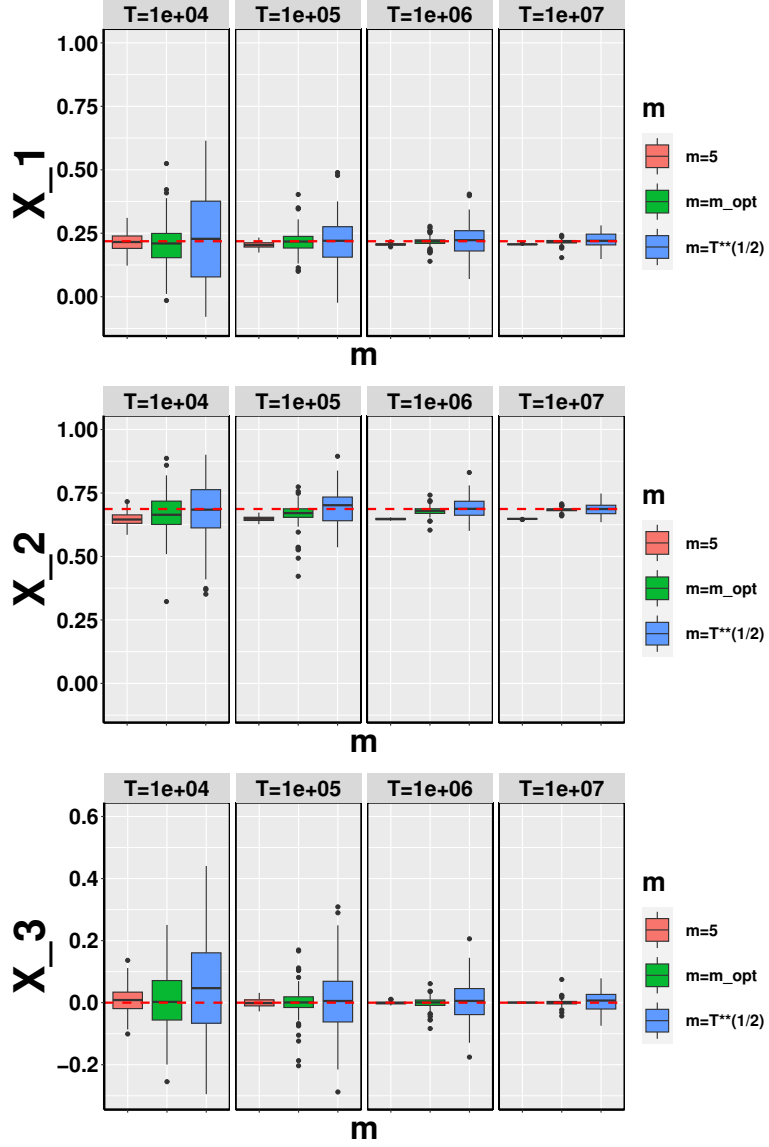 T=1e+04 T=1e+05 T=1e+06 T=1e+07
1.00
0.75
0.50
0.25
0.00
X_1
m
m
m=5
m=m_opt
m=T**(1/2)
T=1e+04 T=1e+05 T=1e+06 T=1e+07
1.00
0.75
0.50
0.25
0.00
X_2
m
m
m=5
m=m_opt
m=T**(1/2)
T=1e+04 T=1e+05 T=1e+06 T=1e+07
0.6
0.4
0.2
0.0
−0.2
X_3
m
m
m=5
m=m_opt
m=T**(1/2)